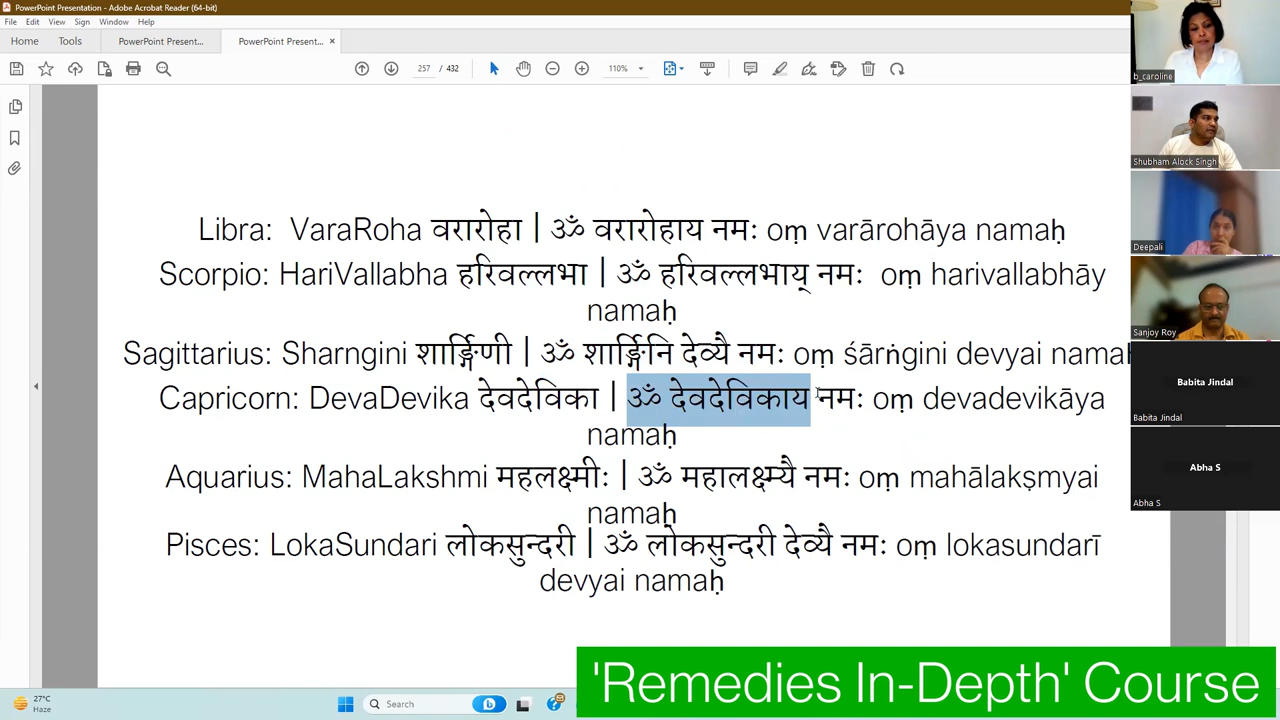 PowerPoint Presentation - Adobe Acrobat Reader (64-bit)
File Edit View Sign Window Help
Home Tools PowerPoint Present... PowerPoint Present... ×
257 / 432 110%
Libra: VaraRoha वरारोहा | ॐ वरारोहाय नमः oṃ varārohāya namaḥ
Scorpio: HariVallabha हरिवल्लभा | ॐ हरिवल्लभाय् नमः oṃ harivallabhāy
namaḥ
Sagittarius: Sharngini शार्ङ्गिणी | ॐ शार्ङ्गिनि देव्यै नमः oṃ śārṅgini devyai namaḥ
Capricorn: DevaDevika देवदेविका | ॐ देवदेविकाय नमः oṃ devadevikāya
namaḥ
Aquarius: MahaLakshmi महलक्ष्मीः | ॐ महालक्ष्म्यै नमः oṃ mahālakṣmyai
namaḥ
Pisces: LokaSundari लोकसुन्दरी | ॐ लोकसुन्दरी देव्यै नमः oṃ lokasundarī
devyai namaḥ
b_caroline
Shubham Alock Singh
Deepali
Sanjoy Roy
Babita Jindal
Babita Jindal
Abha S
Abha S
'Remedies In-Depth' Course
27°C
Haze
Search